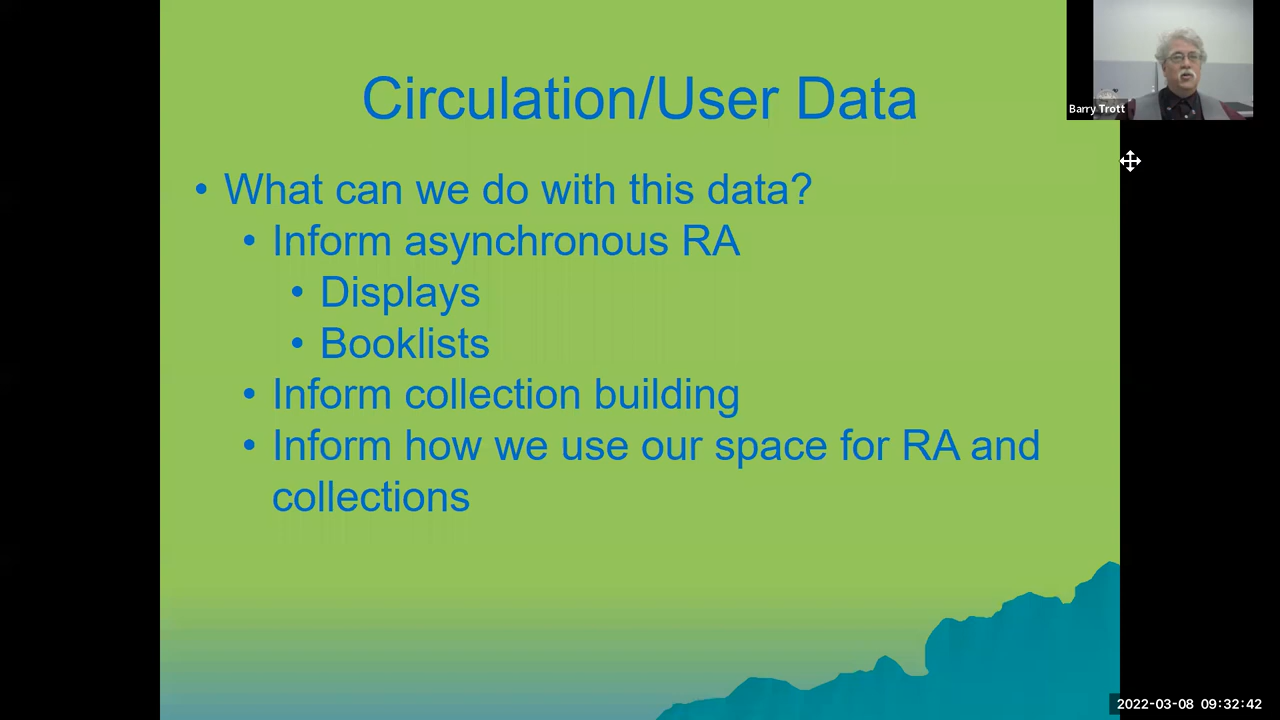 Circulation/User Data
Barry Trott
• What can we do with this data?
• Inform asynchronous RA
• Displays
• Booklists
• Inform collection building
• Inform how we use our space for RA and
collections
2022-03-08 09:32:42